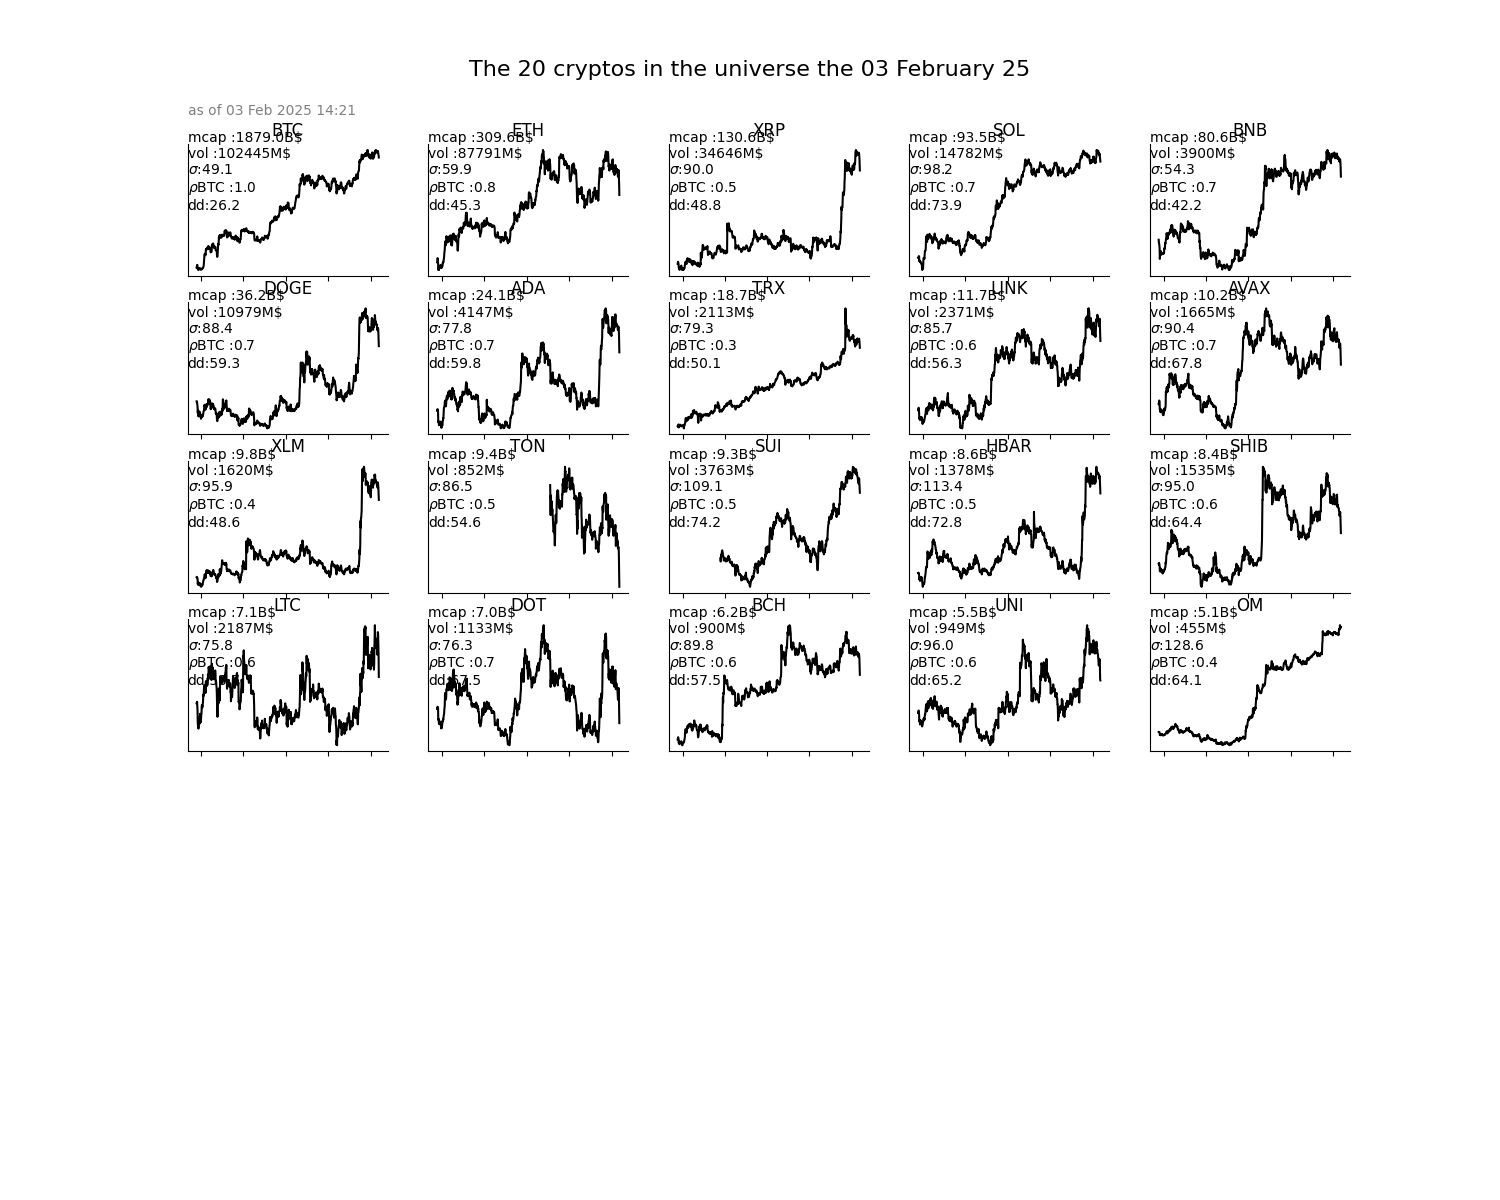 The 20 cryptos in the universe the 03 February 25
as of 03 Feb 2025 14:21
BTC
mcap :1879.0B$
vol :102445M$
σ:49.1
ρBTC :1.0
dd:26.2
ETH
mcap :309.6B$
vol :87791M$
σ:59.9
ρBTC :0.8
dd:45.3
XRP
mcap :130.6B$
vol :34646M$
σ:90.0
ρBTC :0.5
dd:48.8
SOL
mcap :93.5B$
vol :14782M$
σ:98.2
ρBTC :0.7
dd:73.9
BNB
mcap :80.6B$
vol :3900M$
σ:54.3
ρBTC :0.7
dd:42.2
DOGE
mcap :36.2B$
vol :10979M$
σ:88.4
ρBTC :0.7
dd:59.3
ADA
mcap :24.1B$
vol :4147M$
σ:77.8
ρBTC :0.7
dd:59.8
TRX
mcap :18.7B$
vol :2113M$
σ:79.3
ρBTC :0.3
dd:50.1
LINK
mcap :11.7B$
vol :2371M$
σ:85.7
ρBTC :0.6
dd:56.3
AVAX
mcap :10.2B$
vol :1665M$
σ:90.4
ρBTC :0.7
dd:67.8
XLM
mcap :9.8B$
vol :1620M$
σ:95.9
ρBTC :0.4
dd:48.6
TON
mcap :9.4B$
vol :852M$
σ:86.5
ρBTC :0.5
dd:54.6
SUI
mcap :9.3B$
vol :3763M$
σ:109.1
ρBTC :0.5
dd:74.2
HBAR
mcap :8.6B$
vol :1378M$
σ:113.4
ρBTC :0.5
dd:72.8
SHIB
mcap :8.4B$
vol :1535M$
σ:95.0
ρBTC :0.6
dd:64.4
LTC
mcap :7.1B$
vol :2187M$
σ:75.8
ρBTC :0.6
DOT
mcap :7.0B$
vol :1133M$
σ:76.3
ρBTC :0.7
dd:57.5
BCH
mcap :6.2B$
vol :900M$
σ:89.8
ρBTC :0.6
dd:57.5
UNI
mcap :5.5B$
vol :949M$
σ:96.0
ρBTC :0.6
dd:65.2
OM
mcap :5.1B$
vol :455M$
σ:128.6
ρBTC :0.4
dd:64.1